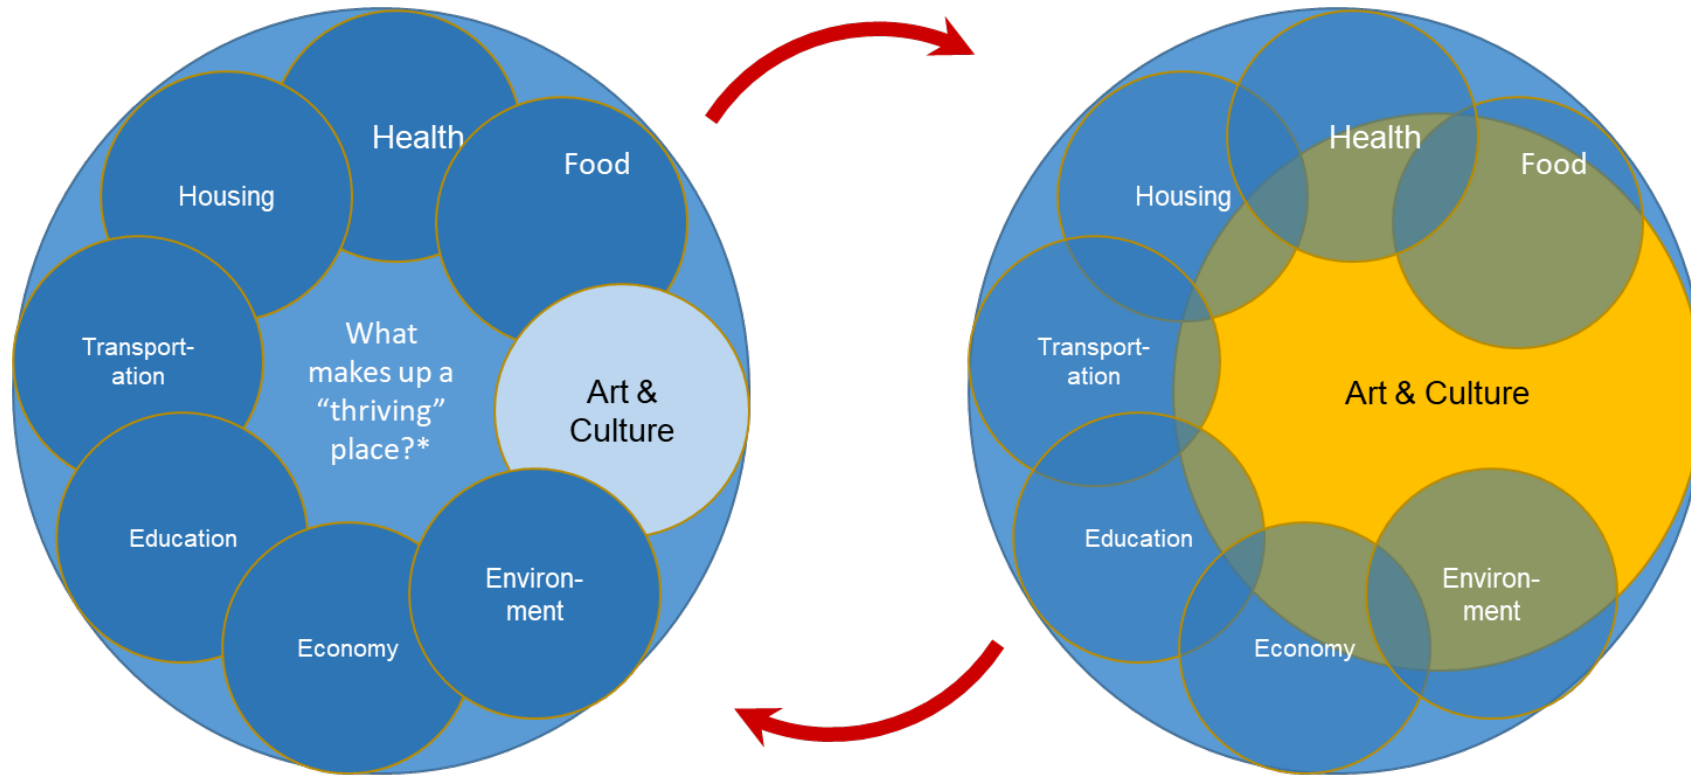 Health
Food
Housing
Transport-
ation
What
makes up a
“thriving”
place?*
Art &
Culture
Education
Environ-
ment
Economy
Health
Food
Housing
Transport-
ation
Art & Culture
Education
Environ-
ment
Economy